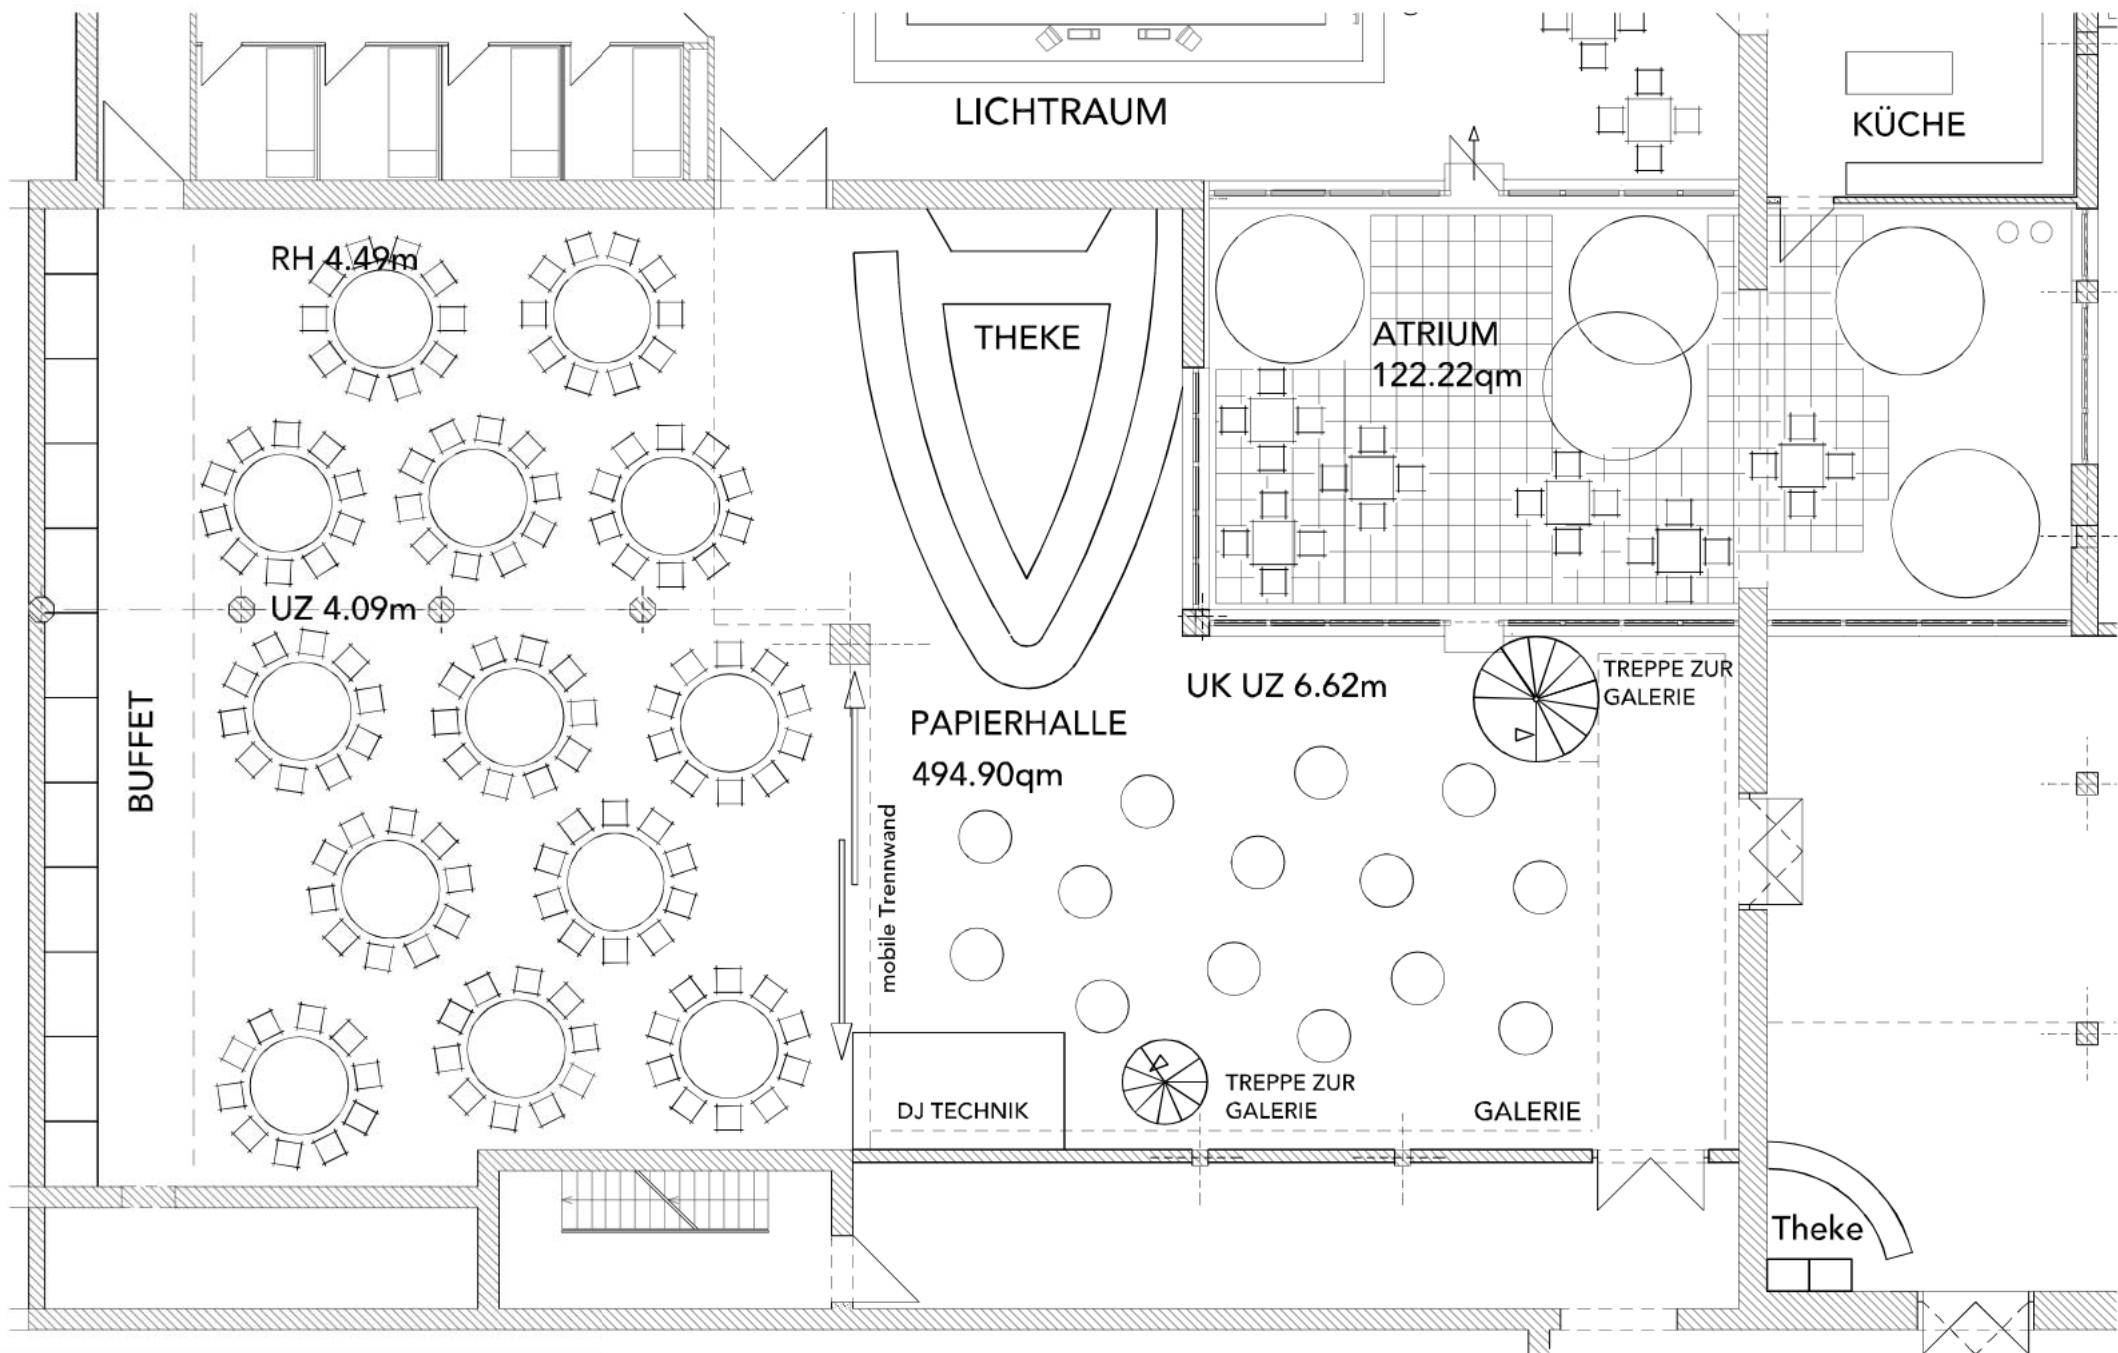 LICHTRAUM
KÜCHE
RH 4.49m
THEKE
ATRIUM
122.22qm
UZ 4.09m
BUFFET
UK UZ 6.62m
TREPPE ZUR
GALERIE
PAPIERHALLE
494.90qm
mobile Trennwand
DJ TECHNIK
TREPPE ZUR
GALERIE
GALERIE
Theke